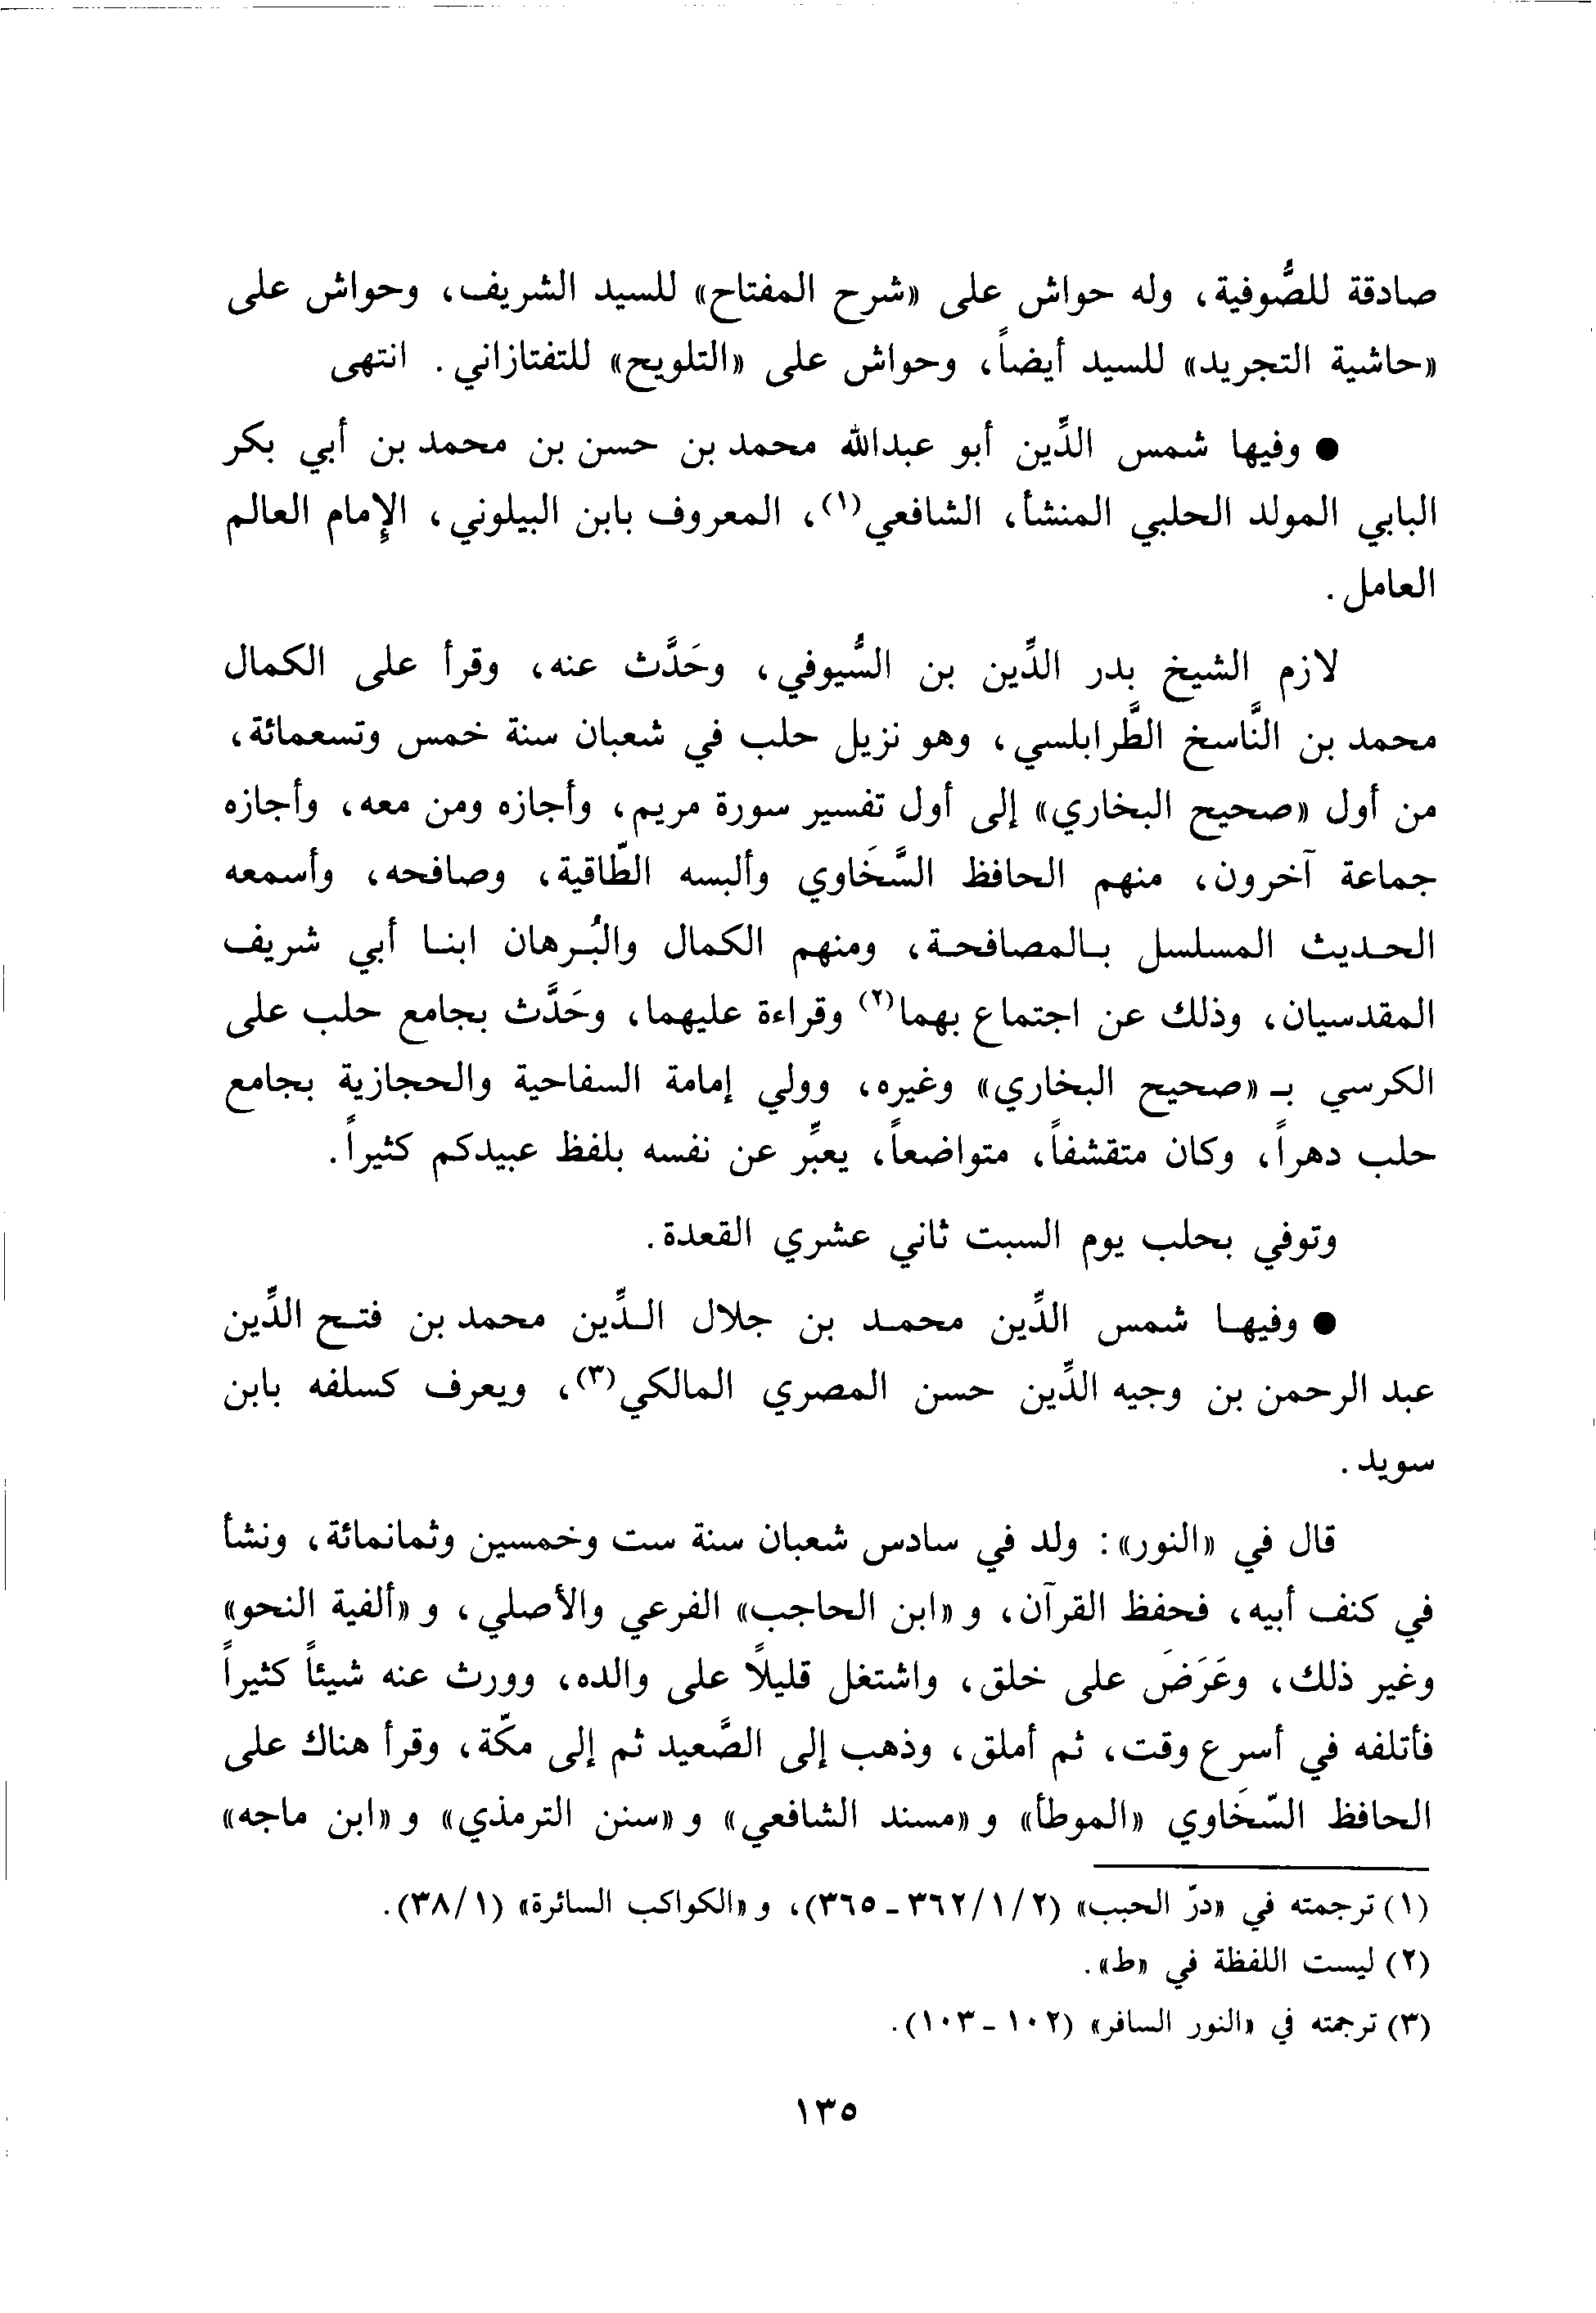 صادقة للصُّوفية، وله حواش على «شرح المفتاح» للسيد الشريف، وحواش على
«حاشية التجريد» للسيد أيضاً، وحواش على «التلويح» للتفتازاني. انتهى
● وفيها شمس الدِّين أبو عبدالله محمد بن حسن بن محمد بن أبي بكر
البابي المولد الحلبي المنشأ، الشافعي(١)، المعروف بابن البيلوني، الإمام العالم
العامل.
لازم الشيخ بدر الدِّين بن السُّيوفي، وحَدَّث عنه، وقرأ على الكمال
محمد بن النَّاسخ الطَّرابلسي، وهو نزيل حلب في شعبان سنة خمس وتسعمائة،
من أول «صحيح البخاري» إلى أول تفسير سورة مريم، وأجازه ومن معه، وأجازه
جماعة آخرون، منهم الحافظ السَّخَاوي وألبسه الطّاقية، وصافحه، وأسمعه
الحديث المسلسل بالمصافحة، ومنهم الكمال والبُرهان ابنا أبي شريف
المقدسيان، وذلك عن اجتماع بهما(٢) وقراءة عليهما، وحَدَّث بجامع حلب على
الكرسي بـ «صحيح البخاري» وغيره، وولي إمامة السفاحية والحجازية بجامع
حلب دهراً، وكان متقشفاً، متواضعاً، يعبِّر عن نفسه بلفظ عبيدكم كثيراً.
وتوفي بحلب يوم السبت ثاني عشري القعدة.
● وفيها شمس الدِّين محمد بن جلال الدِّين محمد بن فتح الدِّين
عبد الرحمن بن وجيه الدِّين حسن المصري المالكي(٣)، ويعرف كسلفه بابن
سويد.
قال في «النور»: ولد في سادس شعبان سنة ست وخمسين وثمانمائة، ونشأ
في كنف أبيه، فحفظ القرآن، و «ابن الحاجب» الفرعي والأصلي، و «ألفية النحو»
وغير ذلك، وعَرَضَ على خلق، واشتغل قليلاً على والده، وورث عنه شيئاً كثيراً
فأتلفه في أسرع وقت، ثم أملق، وذهب إلى الصَّعيد ثم إلى مكّة، وقرأ هناك على
الحافظ السّخَاوي «الموطأ» و «مسند الشافعي» و «سنن الترمذي» و «ابن ماجه»
(١) ترجمته في «درّ الحبب» (٢/١/٣٦٢ - ٣٦٥)، و «الكواكب السائرة» (١/٣٨).
(٢) ليست اللفظة في «ط».
(٣) ترجمته في «النور السافر» (١٠٢ - ١٠٣).
١٣٥